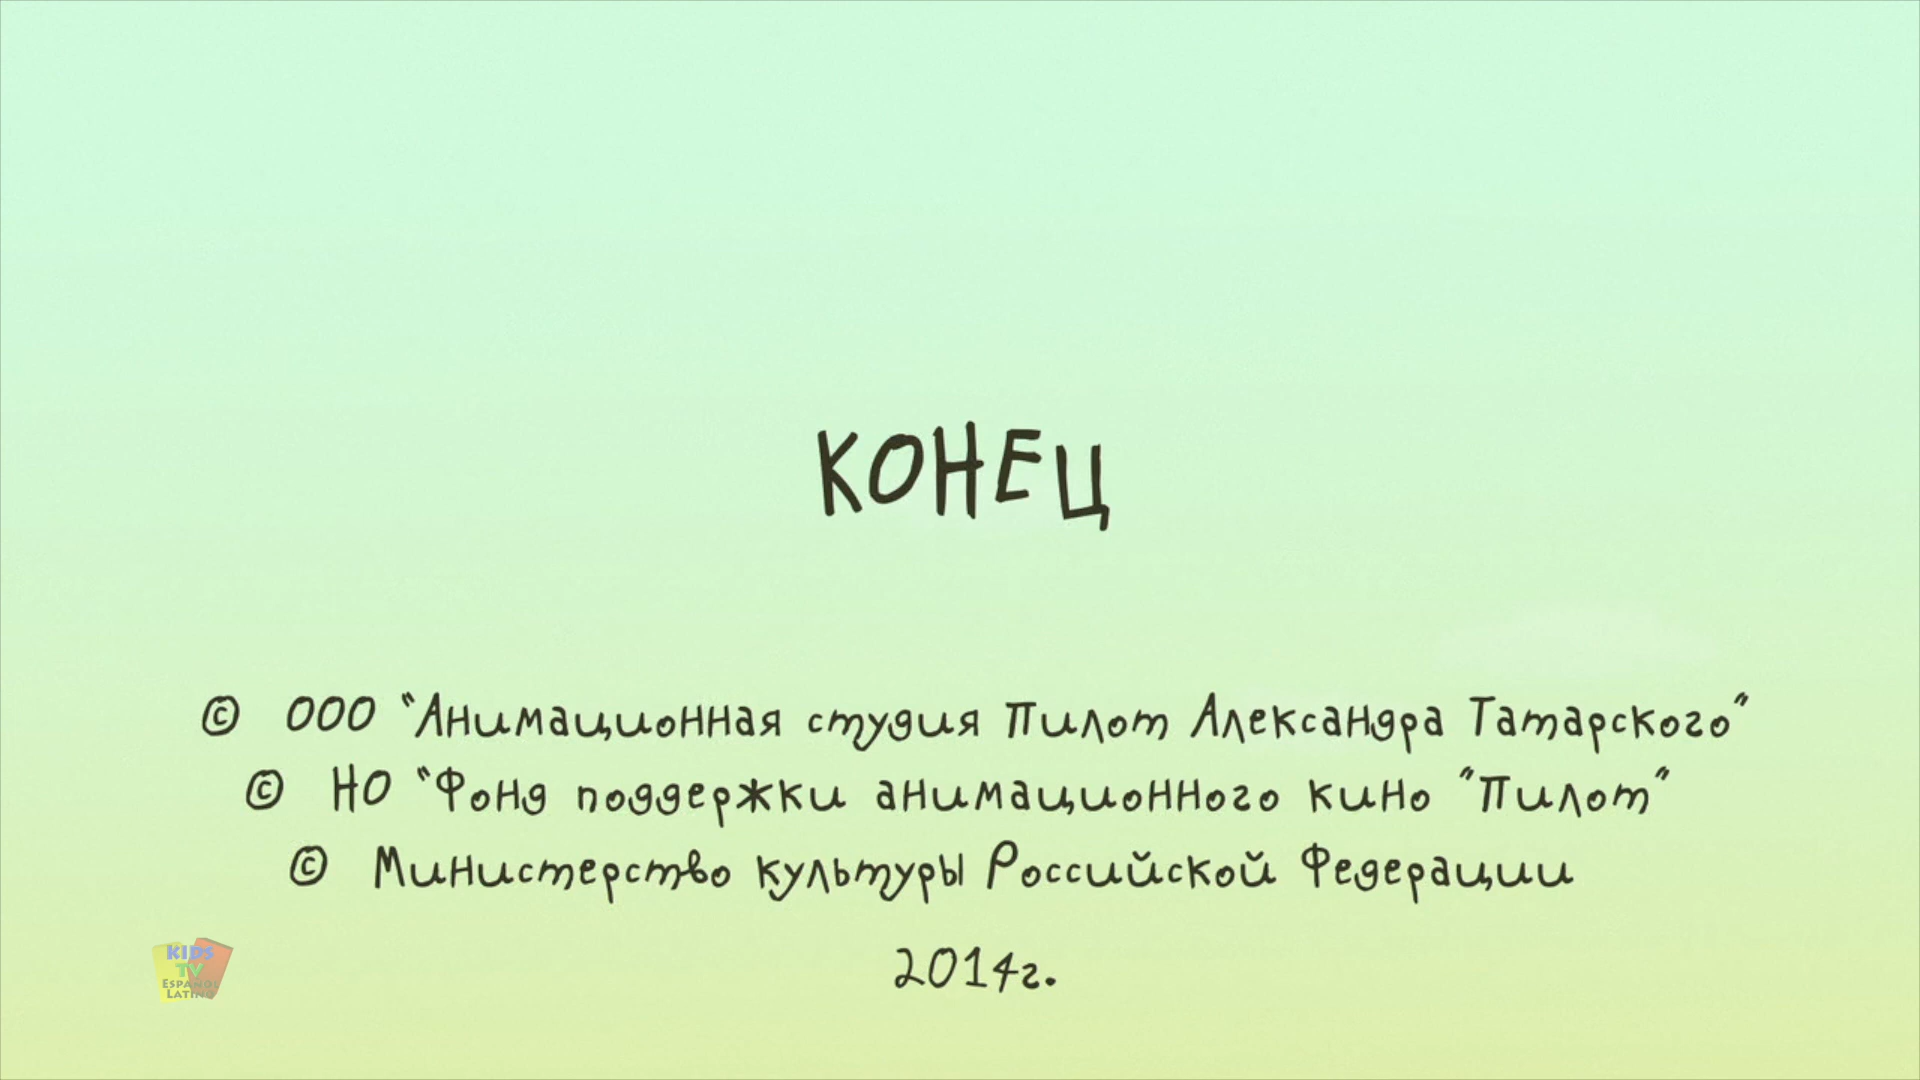 КОНЕЦ
© ООО "Анимационная студия Пилот Александра Татарского"
© НО "Фонд поддержки анимационного кино "Пилот"
© Министерство культуры Российской Федерации
2014г.
KIDS
TV
ESPAÑOL
LATINO